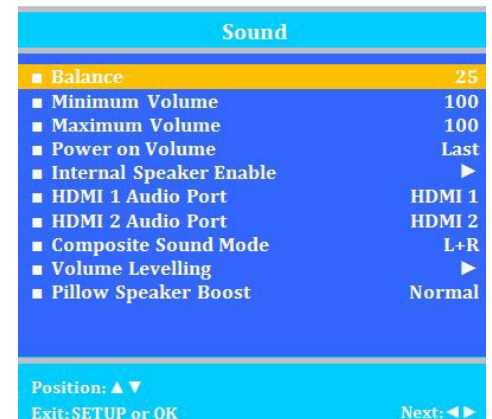 Sound
■ Balance 25
■ Minimum Volume 100
■ Maximum Volume 100
■ Power on Volume Last
■ Internal Speaker Enable ▶
■ HDMI 1 Audio Port HDMI 1
■ HDMI 2 Audio Port HDMI 2
■ Composite Sound Mode L+R
■ Volume Levelling ▶
■ Pillow Speaker Boost Normal
Position: ▲ ▼
Exit: SETUP or OK Next: ◀▶